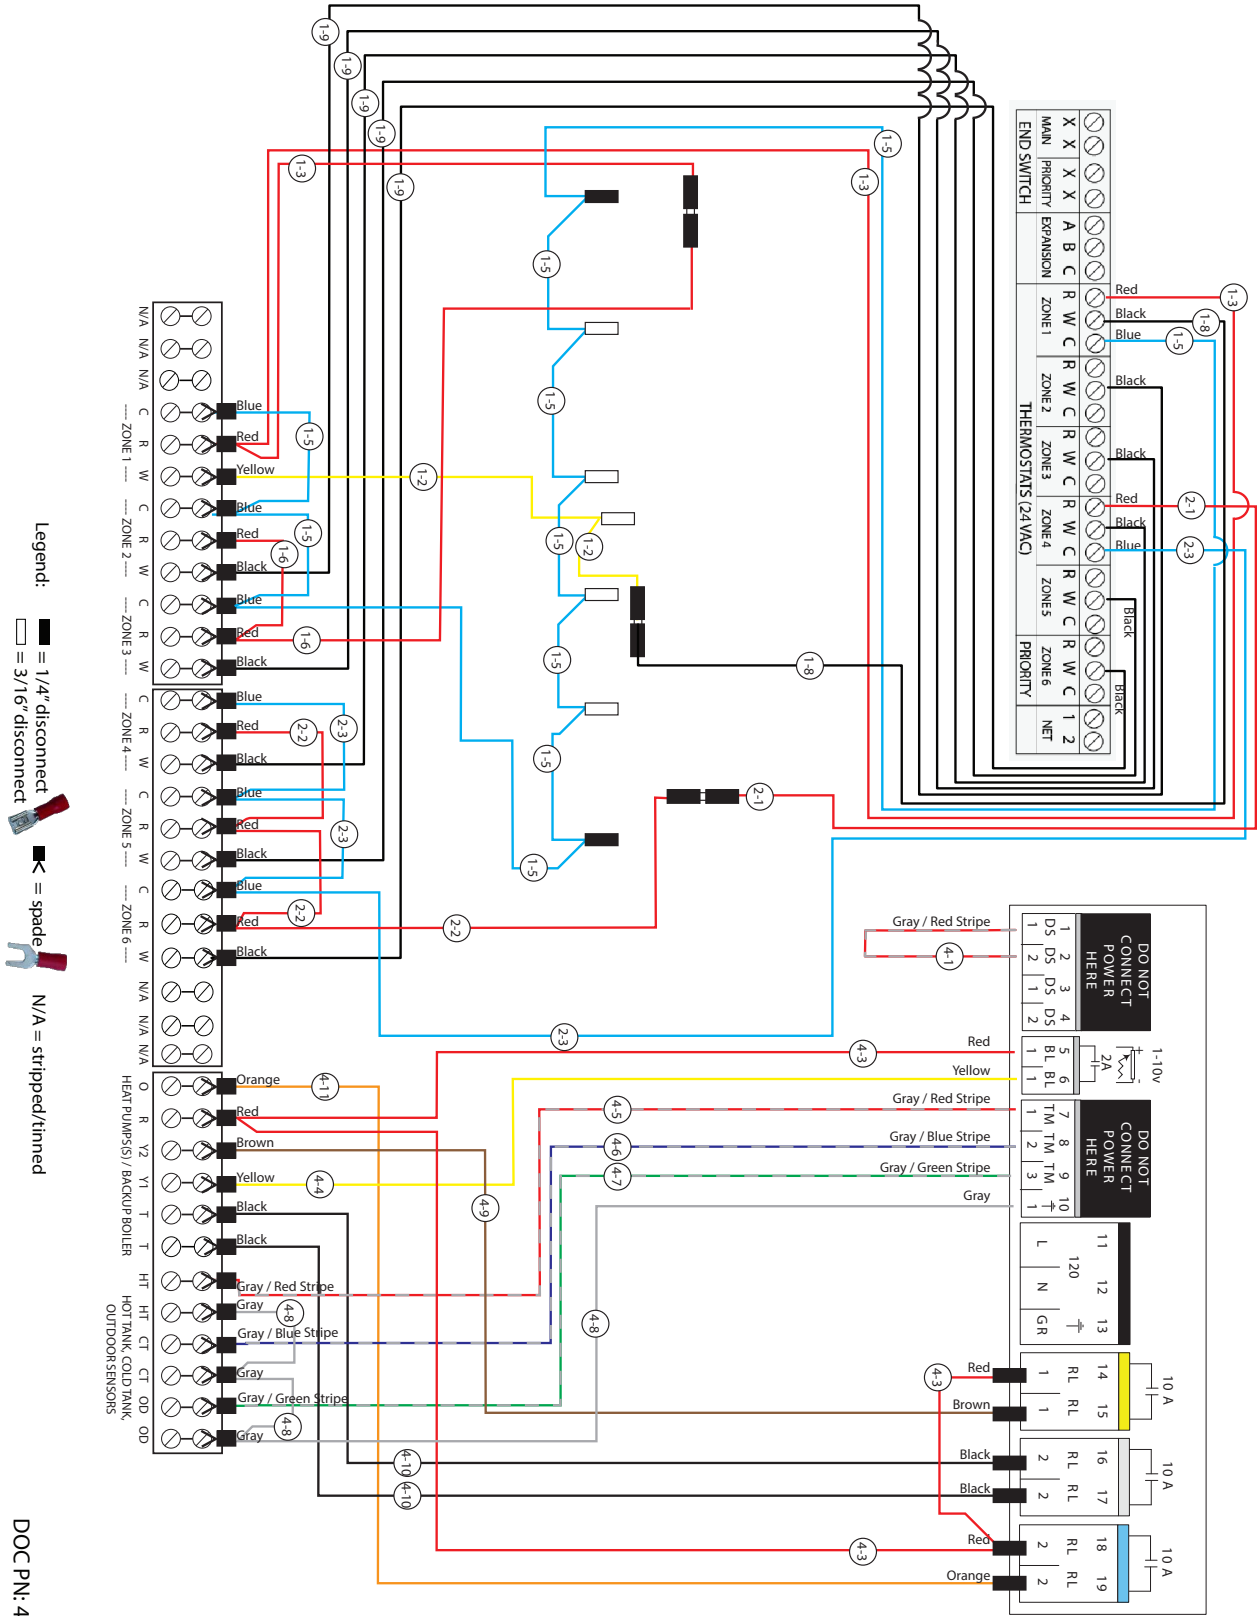 1-9
1-9
1-9
1-9
1-9
1-3
1-5
1-3
1-5
1-5
1-5
1-5
1-5
1-5
1-2
1-2
1-8
2-1
X X X X A B C R W C R W C R W C R W C R W C R W C 1 2
MAIN PRIORITY EXPANSION ZONE 1 ZONE 2 ZONE 3 ZONE 4 ZONE 5 ZONE 6 NET
END SWITCH THERMOSTATS (24 VAC) PRIORITY
Red
1-3
Black
1-8
Blue
1-5
Black
Black
Red
2-1
Black
Blue
2-3
Black
Black
N/A
N/A
N/A
C
R
W
---- ZONE 1 ----
C
R
W
---- ZONE 2 ----
C
R
W
---- ZONE 3 ----
Blue
1-5
Red
Yellow
Blue
1-5
Red
1-6
Black
Blue
Red
1-6
Black
C
R
W
---- ZONE 4 ----
C
R
W
---- ZONE 5 ----
C
R
W
---- ZONE 6 ----
N/A
N/A
N/A
Blue
Red
2-2
2-3
Black
Blue
Red
2-3
Black
Blue
2-2
Red
2-2
Black
2-3
O
R
Y2
Y1
T
T
HEAT PUMPS(S) / BACKUP BOILER
HT
HT
CT
CT
OD
OD
HOT TANK, COLD TANK,
OUTDOOR SENSORS
Orange
4-11
Red
Brown
Yellow
4-4
Black
Black
Gray / Red Stripe
Gray
4-8
Gray / Blue Stripe
Gray
Gray / Green Stripe
4-8
Gray
4-9
4-8
4-10
4-10
4-5
4-6
4-7
4-3
4-3
4-3
4-1
Gray / Red Stripe
Red
Yellow
Gray / Red Stripe
Gray / Blue Stripe
Gray / Green Stripe
Gray
Red
Brown
Black
Black
Red
Orange
DO NOT
CONNECT
POWER
HERE
1 2 3 4
DS DS DS DS
1 2 1 2
1-10v
+ -
2A
5 6
BL BL
1 1
DO NOT
CONNECT
POWER
HERE
7 8 9 10
TM TM TM
1 2 3 1
11 12 13
120
L N GR
10 A
14 15
RL RL
1 1
10 A
16 17
RL RL
2 2
10 A
18 19
RL RL
2 2
Legend: = 1/4" disconnect = spade N/A = stripped/tinned
= 3/16" disconnect
DOC PN: 4